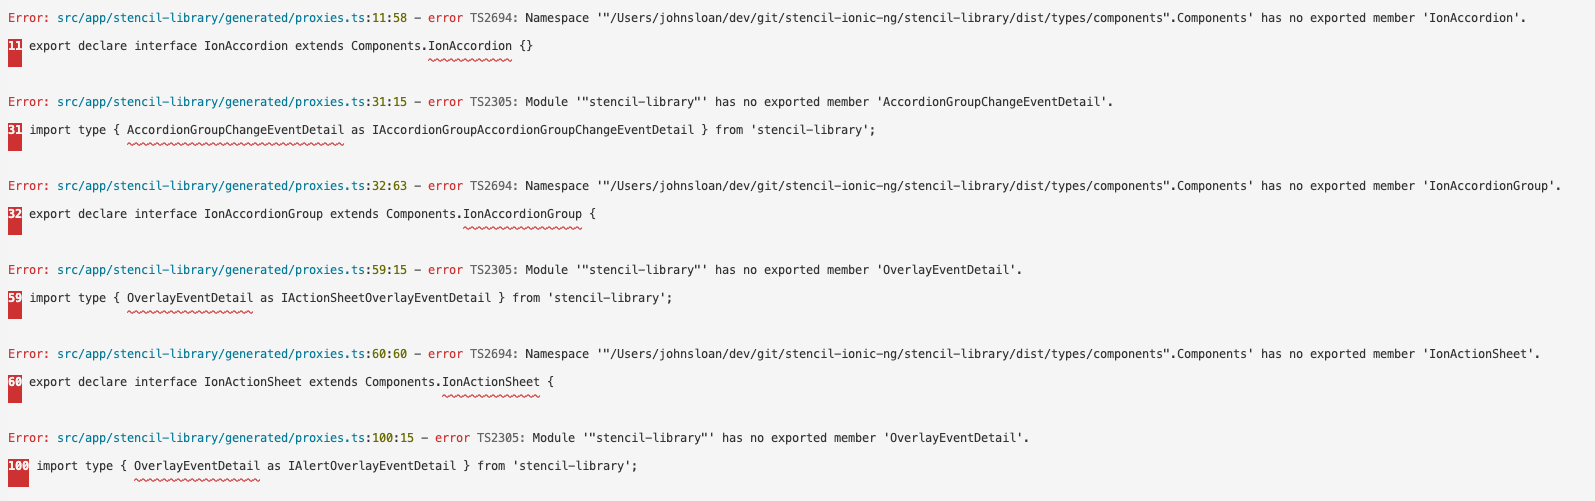 Error: src/app/stencil-library/generated/proxies.ts:11:58 - error TS2694: Namespace '"/Users/johnsloan/dev/git/stencil-ionic-ng/stencil-library/dist/types/components".Components' has no exported member 'IonAccordion'.
11 export declare interface IonAccordion extends Components.IonAccordion {}
Error: src/app/stencil-library/generated/proxies.ts:31:15 - error TS2305: Module '"stencil-library"' has no exported member 'AccordionGroupChangeEventDetail'.
31 import type { AccordionGroupChangeEventDetail as IAccordionGroupAccordionGroupChangeEventDetail } from 'stencil-library';
Error: src/app/stencil-library/generated/proxies.ts:32:63 - error TS2694: Namespace '"/Users/johnsloan/dev/git/stencil-ionic-ng/stencil-library/dist/types/components".Components' has no exported member 'IonAccordionGroup'.
32 export declare interface IonAccordionGroup extends Components.IonAccordionGroup {
Error: src/app/stencil-library/generated/proxies.ts:59:15 - error TS2305: Module '"stencil-library"' has no exported member 'OverlayEventDetail'.
59 import type { OverlayEventDetail as IActionSheetOverlayEventDetail } from 'stencil-library';
Error: src/app/stencil-library/generated/proxies.ts:60:60 - error TS2694: Namespace '"/Users/johnsloan/dev/git/stencil-ionic-ng/stencil-library/dist/types/components".Components' has no exported member 'IonActionSheet'.
60 export declare interface IonActionSheet extends Components.IonActionSheet {
Error: src/app/stencil-library/generated/proxies.ts:100:15 - error TS2305: Module '"stencil-library"' has no exported member 'OverlayEventDetail'.
100 import type { OverlayEventDetail as IAlertOverlayEventDetail } from 'stencil-library';